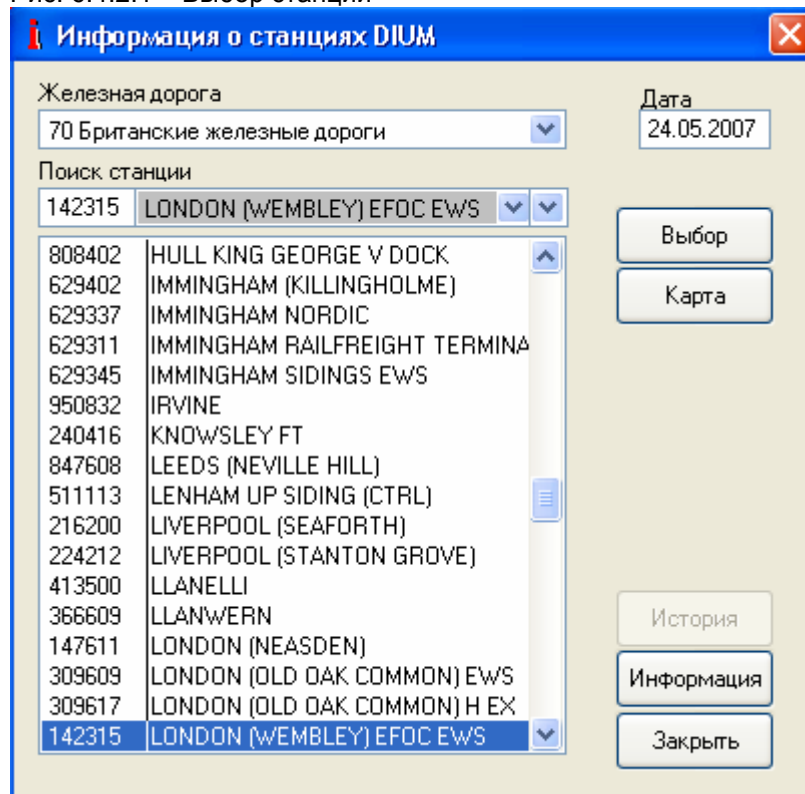 Информация о станциях DIUM
Железная дорога
Дата
70 Британские железные дороги
24.05.2007
Поиск станции
142315 LONDON (WEMBLEY) EFOC EWS
Выбор
Карта
808402 HULL KING GEORGE V DOCK
629402 IMMINGHAM (KILLINGHOLME)
629337 IMMINGHAM NORDIC
629311 IMMINGHAM RAILFREIGHT TERMINA
629345 IMMINGHAM SIDINGS EWS
950832 IRVINE
240416 KNOWSLEY FT
847608 LEEDS (NEVILLE HILL)
511113 LENHAM UP SIDING (CTRL)
216200 LIVERPOOL (SEAFORTH)
224212 LIVERPOOL (STANTON GROVE)
413500 LLANELLI
366609 LLANWERN
147611 LONDON (NEASDEN)
309609 LONDON (OLD OAK COMMON) EWS
309617 LONDON (OLD OAK COMMON) H EX
142315 LONDON (WEMBLEY) EFOC EWS
История
Информация
Закрыть